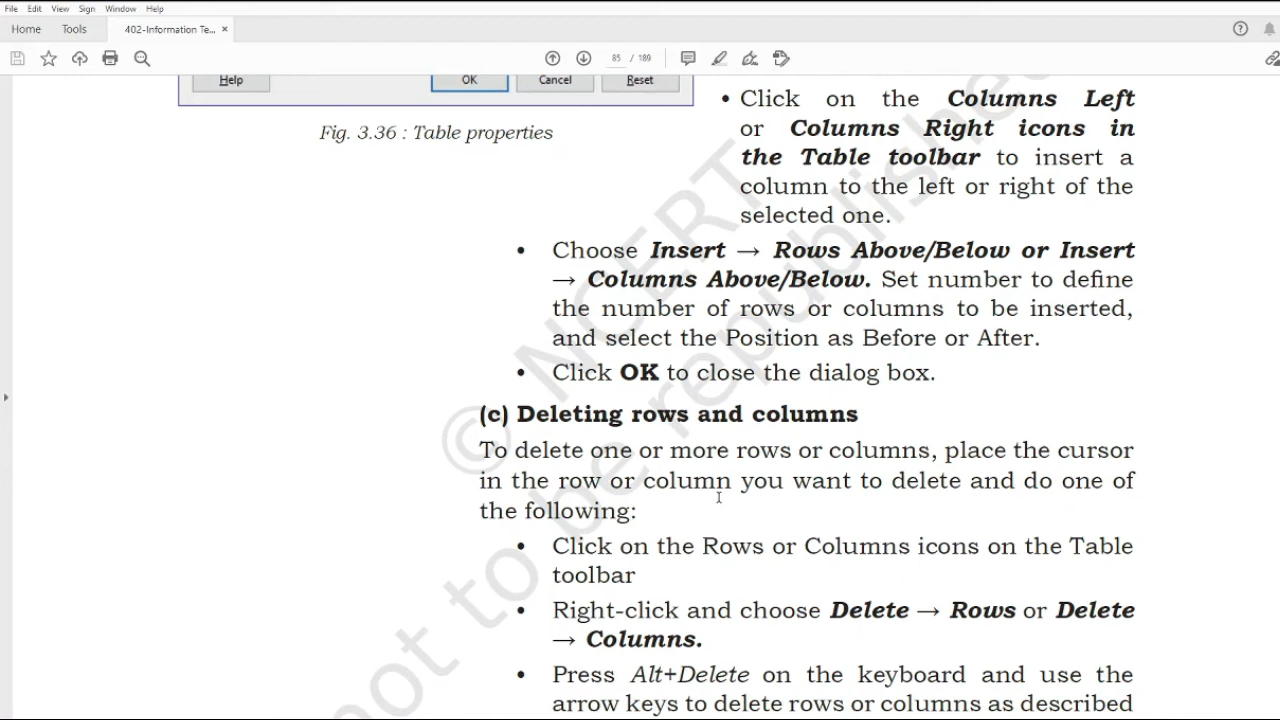 File Edit View Sign Window Help
Home Tools 402-Information Te... ×
85 / 189
Help OK Cancel Reset
Fig. 3.36 : Table properties
• Click on the Columns Left
or Columns Right icons in
the Table toolbar to insert a
column to the left or right of the
selected one.
• Choose Insert → Rows Above/Below or Insert
→ Columns Above/Below. Set number to define
the number of rows or columns to be inserted,
and select the Position as Before or After.
• Click OK to close the dialog box.
(c) Deleting rows and columns
To delete one or more rows or columns, place the cursor
in the row or column you want to delete and do one of
the following:
• Click on the Rows or Columns icons on the Table
toolbar
• Right-click and choose Delete → Rows or Delete
→ Columns.
• Press Alt+Delete on the keyboard and use the
arrow keys to delete rows or columns as described
© NCERT
not to be republished